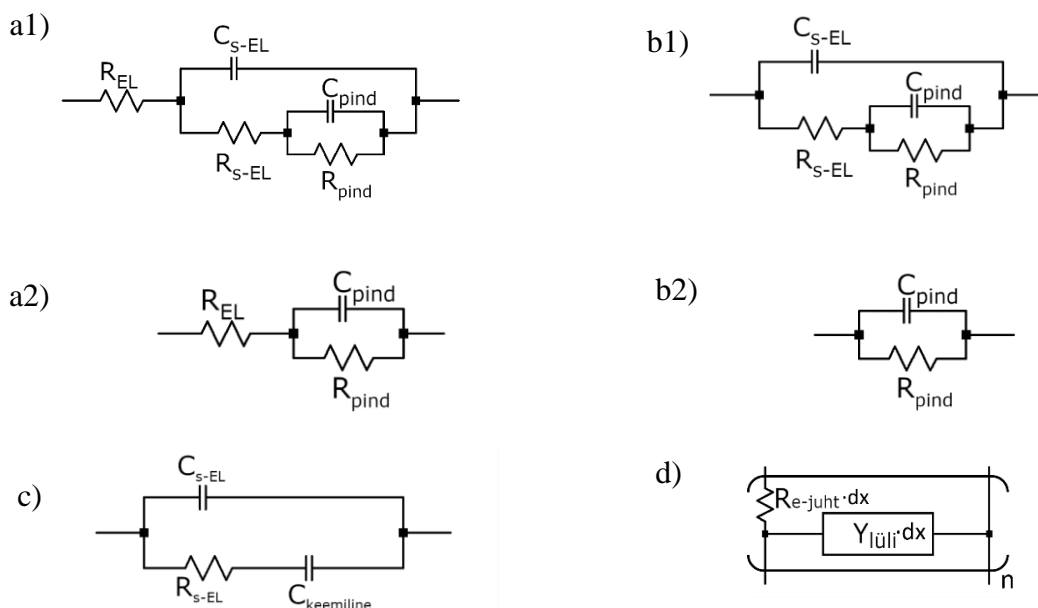 a1)
C_s-EL
R_EL
C_pind
R_s-EL
R_pind
b1)
C_s-EL
C_pind
R_s-EL
R_pind
a2)
R_EL
C_pind
R_pind
b2)
C_pind
R_pind
c)
C_s-EL
R_s-EL
C_keemiline
d)
R_e-juht·dx
Y_lüli·dx
n